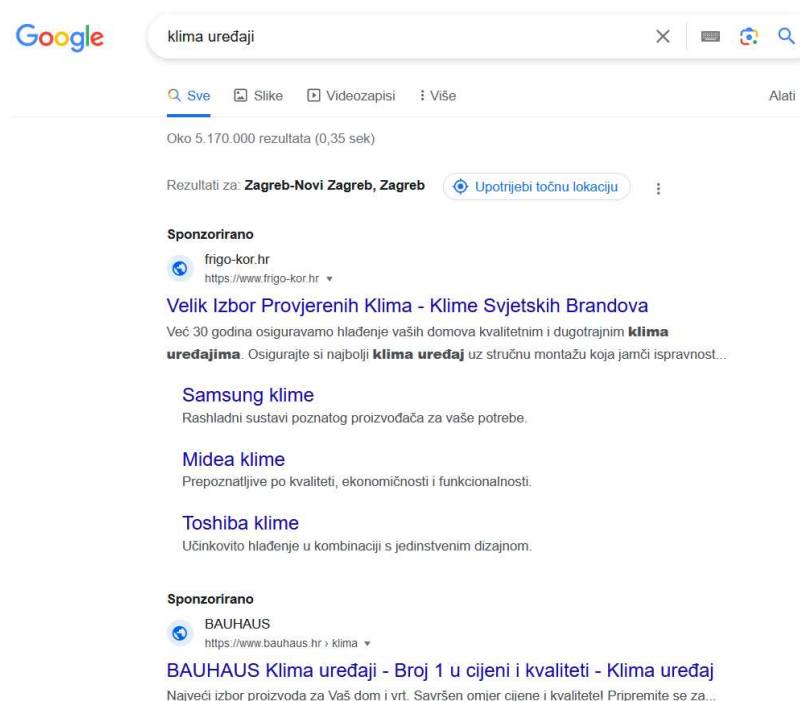 Google
klima uređaji
Sve Slike Videozapisi Više Alati
Oko 5.170.000 rezultata (0,35 sek)
Rezultati za: Zagreb-Novi Zagreb, Zagreb Upotrijebi točnu lokaciju
Sponzorirano
frigo-kor.hr
https://www.frigo-kor.hr
Velik Izbor Provjerenih Klima - Klime Svjetskih Brandova
Već 30 godina osiguravamo hlađenje vaših domova kvalitetnim i dugotrajnim klima
uređajima. Osigurajte si najbolji klima uređaj uz stručnu montažu koja jamči ispravnost...
Samsung klime
Rashladni sustavi poznatog proizvođača za vaše potrebe.
Midea klime
Prepoznatljive po kvaliteti, ekonomičnosti i funkcionalnosti.
Toshiba klime
Učinkovito hlađenje u kombinaciji s jedinstvenim dizajnom.
Sponzorirano
BAUHAUS
https://www.bauhaus.hr › klima
BAUHAUS Klima uređaji - Broj 1 u cijeni i kvaliteti - Klima uređaj
Najveći izbor proizvoda za Vaš dom i vrt. Savršen omjer cijene i kvalitete! Pripremite se za...